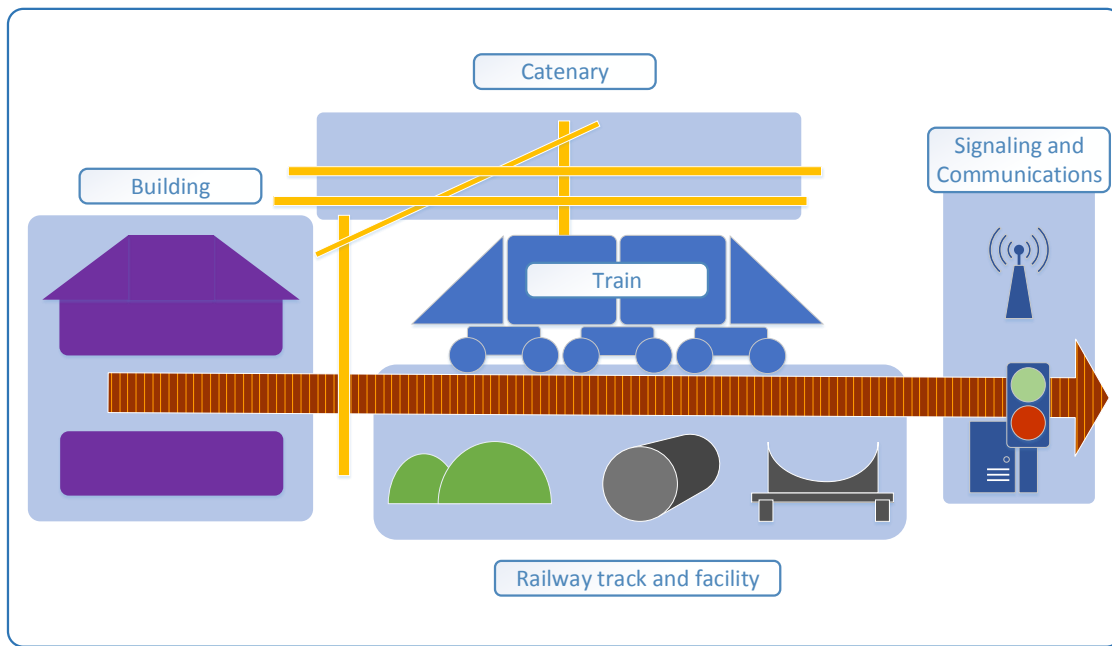 Catenary
Signaling and
Communications
Building
Train
Railway track and facility